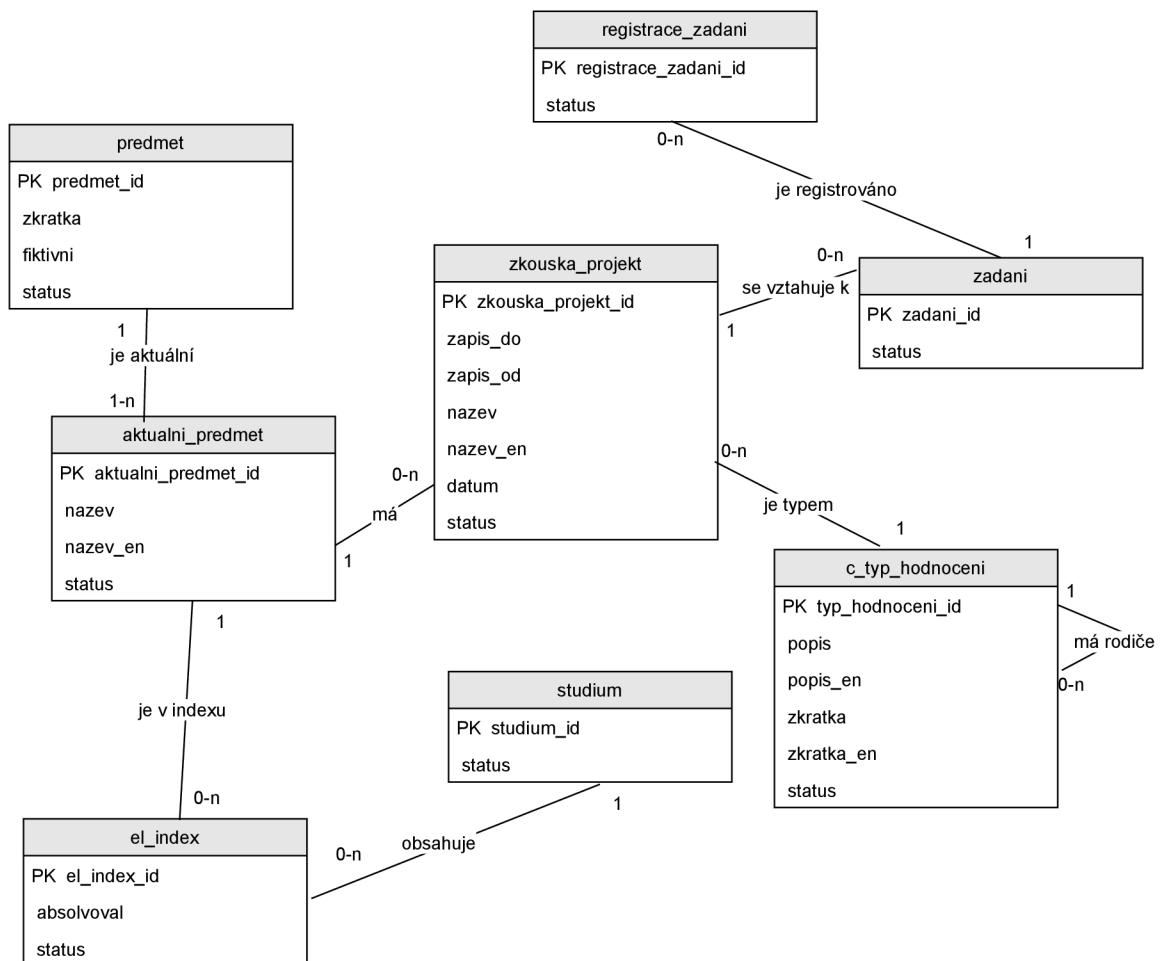 registrace_zadani
PK registrace_zadani_id
status
0-n
je registrováno
1
predmet
PK predmet_id
zkratka
fiktivni
status
1
je aktuální
1-n
zkouska_projekt
PK zkouska_projekt_id
zapis_do
zapis_od
nazev
nazev_en
datum
status
0-n
se vztahuje k
1
zadani
PK zadani_id
status
aktualni_predmet
PK aktualni_predmet_id
nazev
nazev_en
status
0-n
má
1
0-n
je typem
1
c_typ_hodnoceni
PK typ_hodnoceni_id
popis
popis_en
zkratka
zkratka_en
status
1
má rodiče
0-n
1
je v indexu
0-n
studium
PK studium_id
status
1
obsahuje
0-n
el_index
PK el_index_id
absolvoval
status